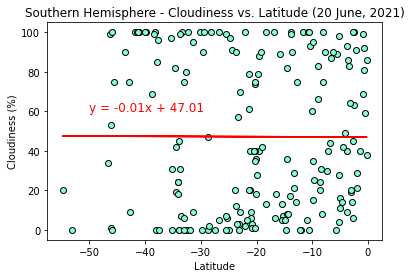 Southern Hemisphere - Cloudiness vs. Latitude (20 June, 2021)
100
80
y = -0.01x + 47.01
60
40
20
0
Cloudiness (%)
−50 −40 −30 −20 −10 0
Latitude